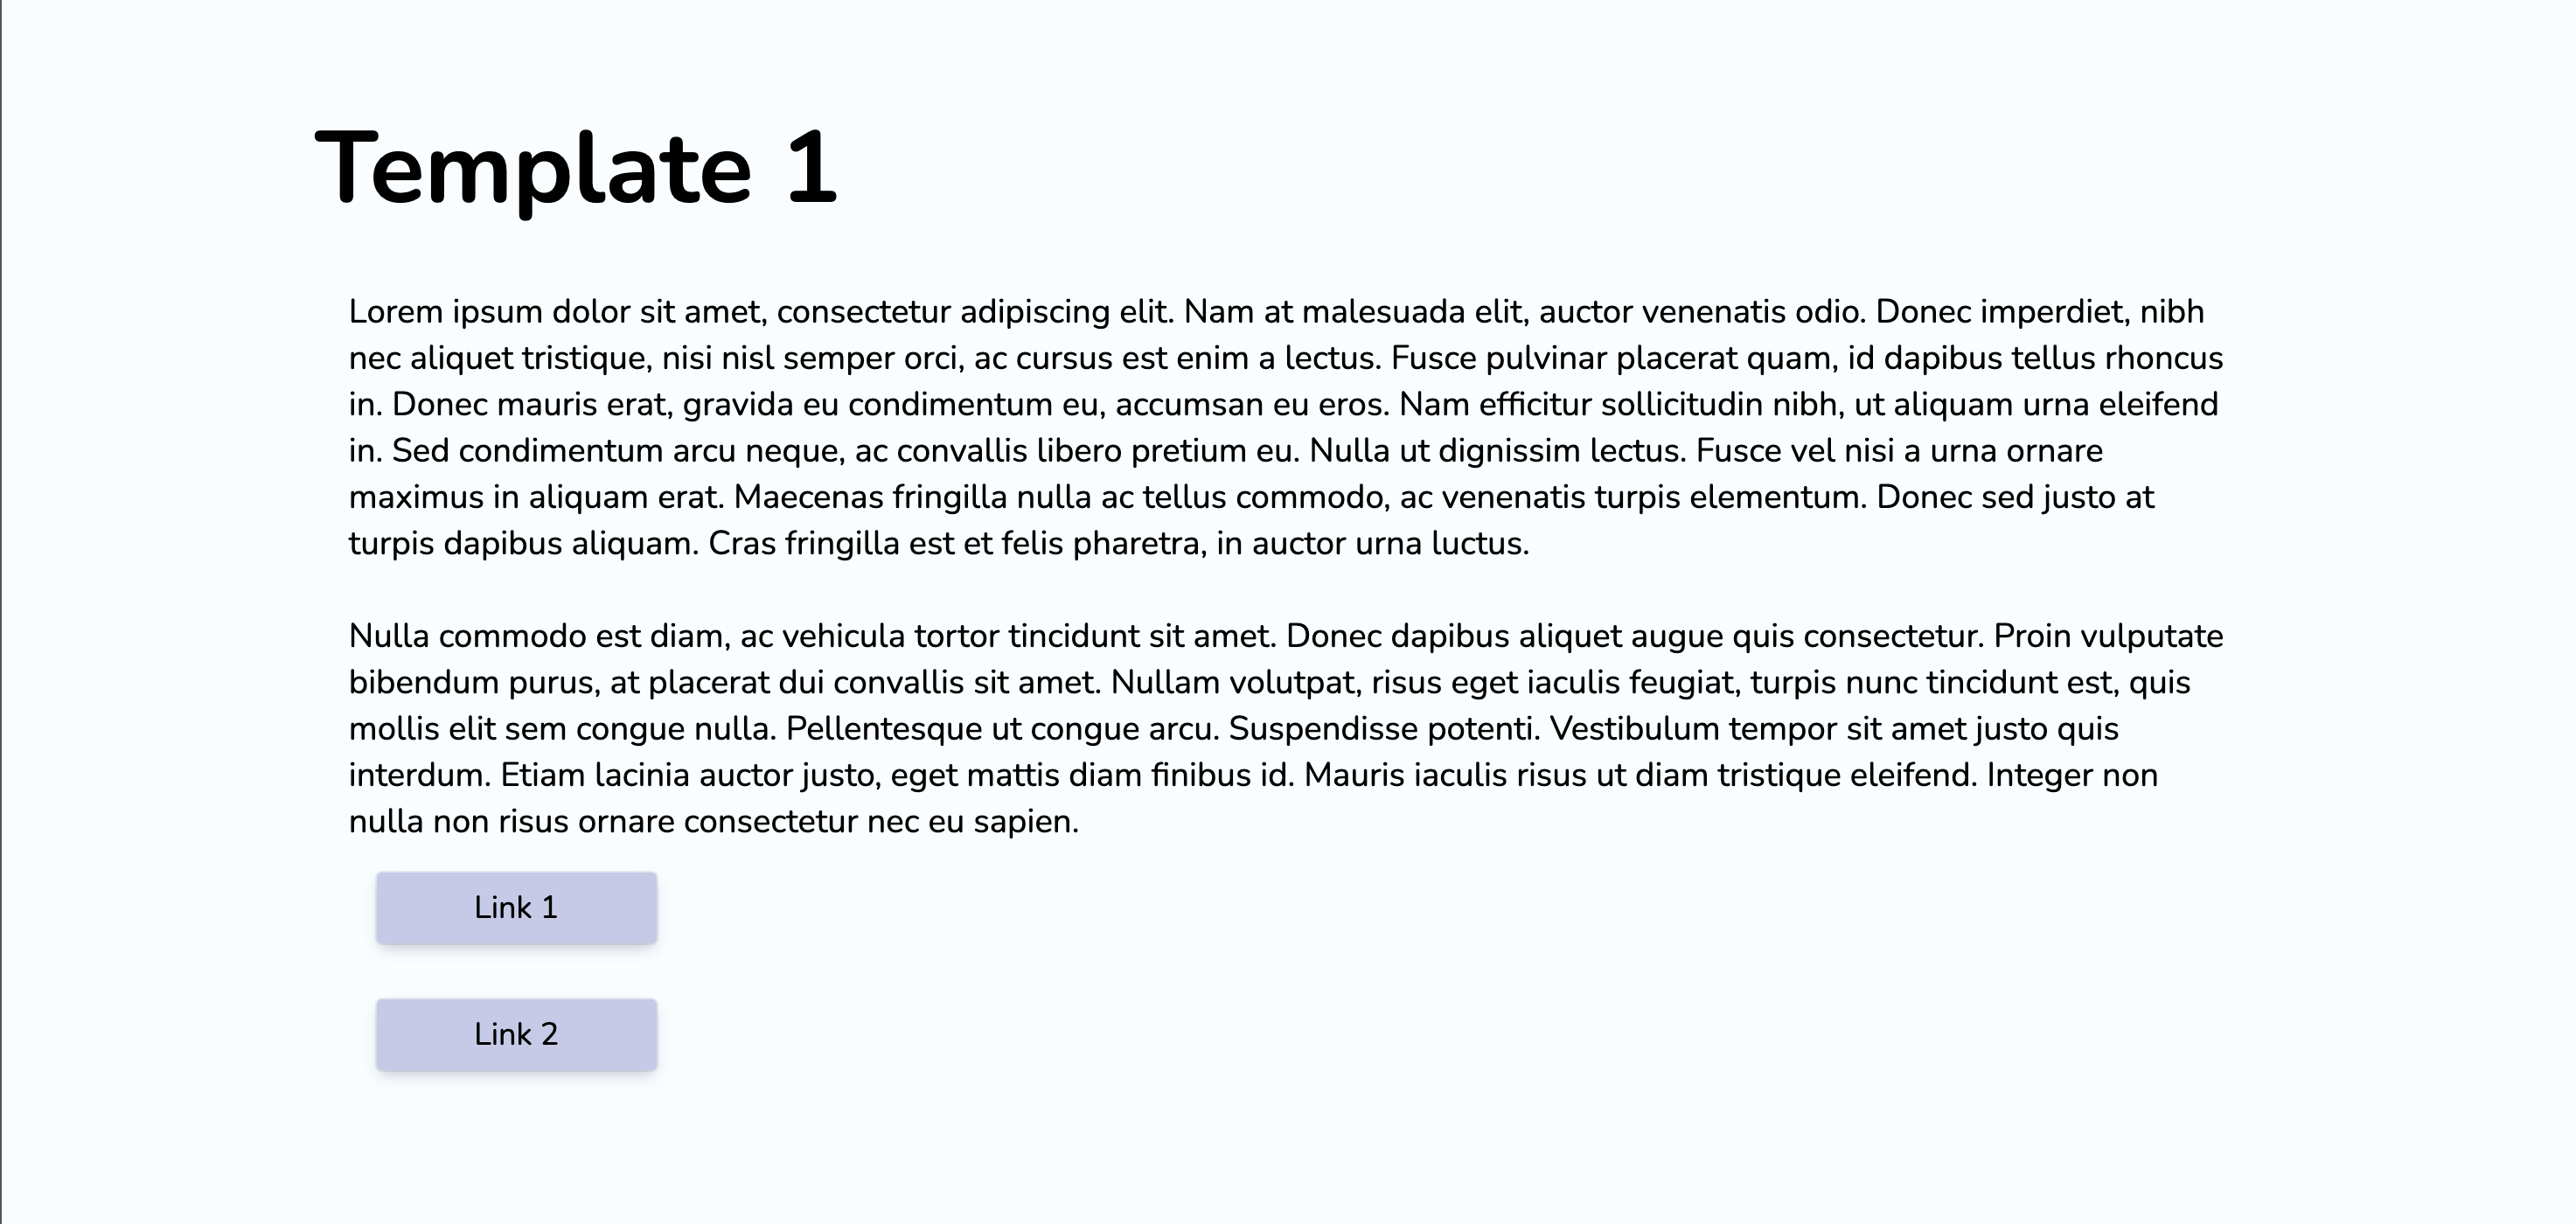 Template 1
Lorem ipsum dolor sit amet, consectetur adipiscing elit. Nam at malesuada elit, auctor venenatis odio. Donec imperdiet, nibh
nec aliquet tristique, nisi nisl semper orci, ac cursus est enim a lectus. Fusce pulvinar placerat quam, id dapibus tellus rhoncus
in. Donec mauris erat, gravida eu condimentum eu, accumsan eu eros. Nam efficitur sollicitudin nibh, ut aliquam urna eleifend
in. Sed condimentum arcu neque, ac convallis libero pretium eu. Nulla ut dignissim lectus. Fusce vel nisi a urna ornare
maximus in aliquam erat. Maecenas fringilla nulla ac tellus commodo, ac venenatis turpis elementum. Donec sed justo at
turpis dapibus aliquam. Cras fringilla est et felis pharetra, in auctor urna luctus.
Nulla commodo est diam, ac vehicula tortor tincidunt sit amet. Donec dapibus aliquet augue quis consectetur. Proin vulputate
bibendum purus, at placerat dui convallis sit amet. Nullam volutpat, risus eget iaculis feugiat, turpis nunc tincidunt est, quis
mollis elit sem congue nulla. Pellentesque ut congue arcu. Suspendisse potenti. Vestibulum tempor sit amet justo quis
interdum. Etiam lacinia auctor justo, eget mattis diam finibus id. Mauris iaculis risus ut diam tristique eleifend. Integer non
nulla non risus ornare consectetur nec eu sapien.
Link 1
Link 2